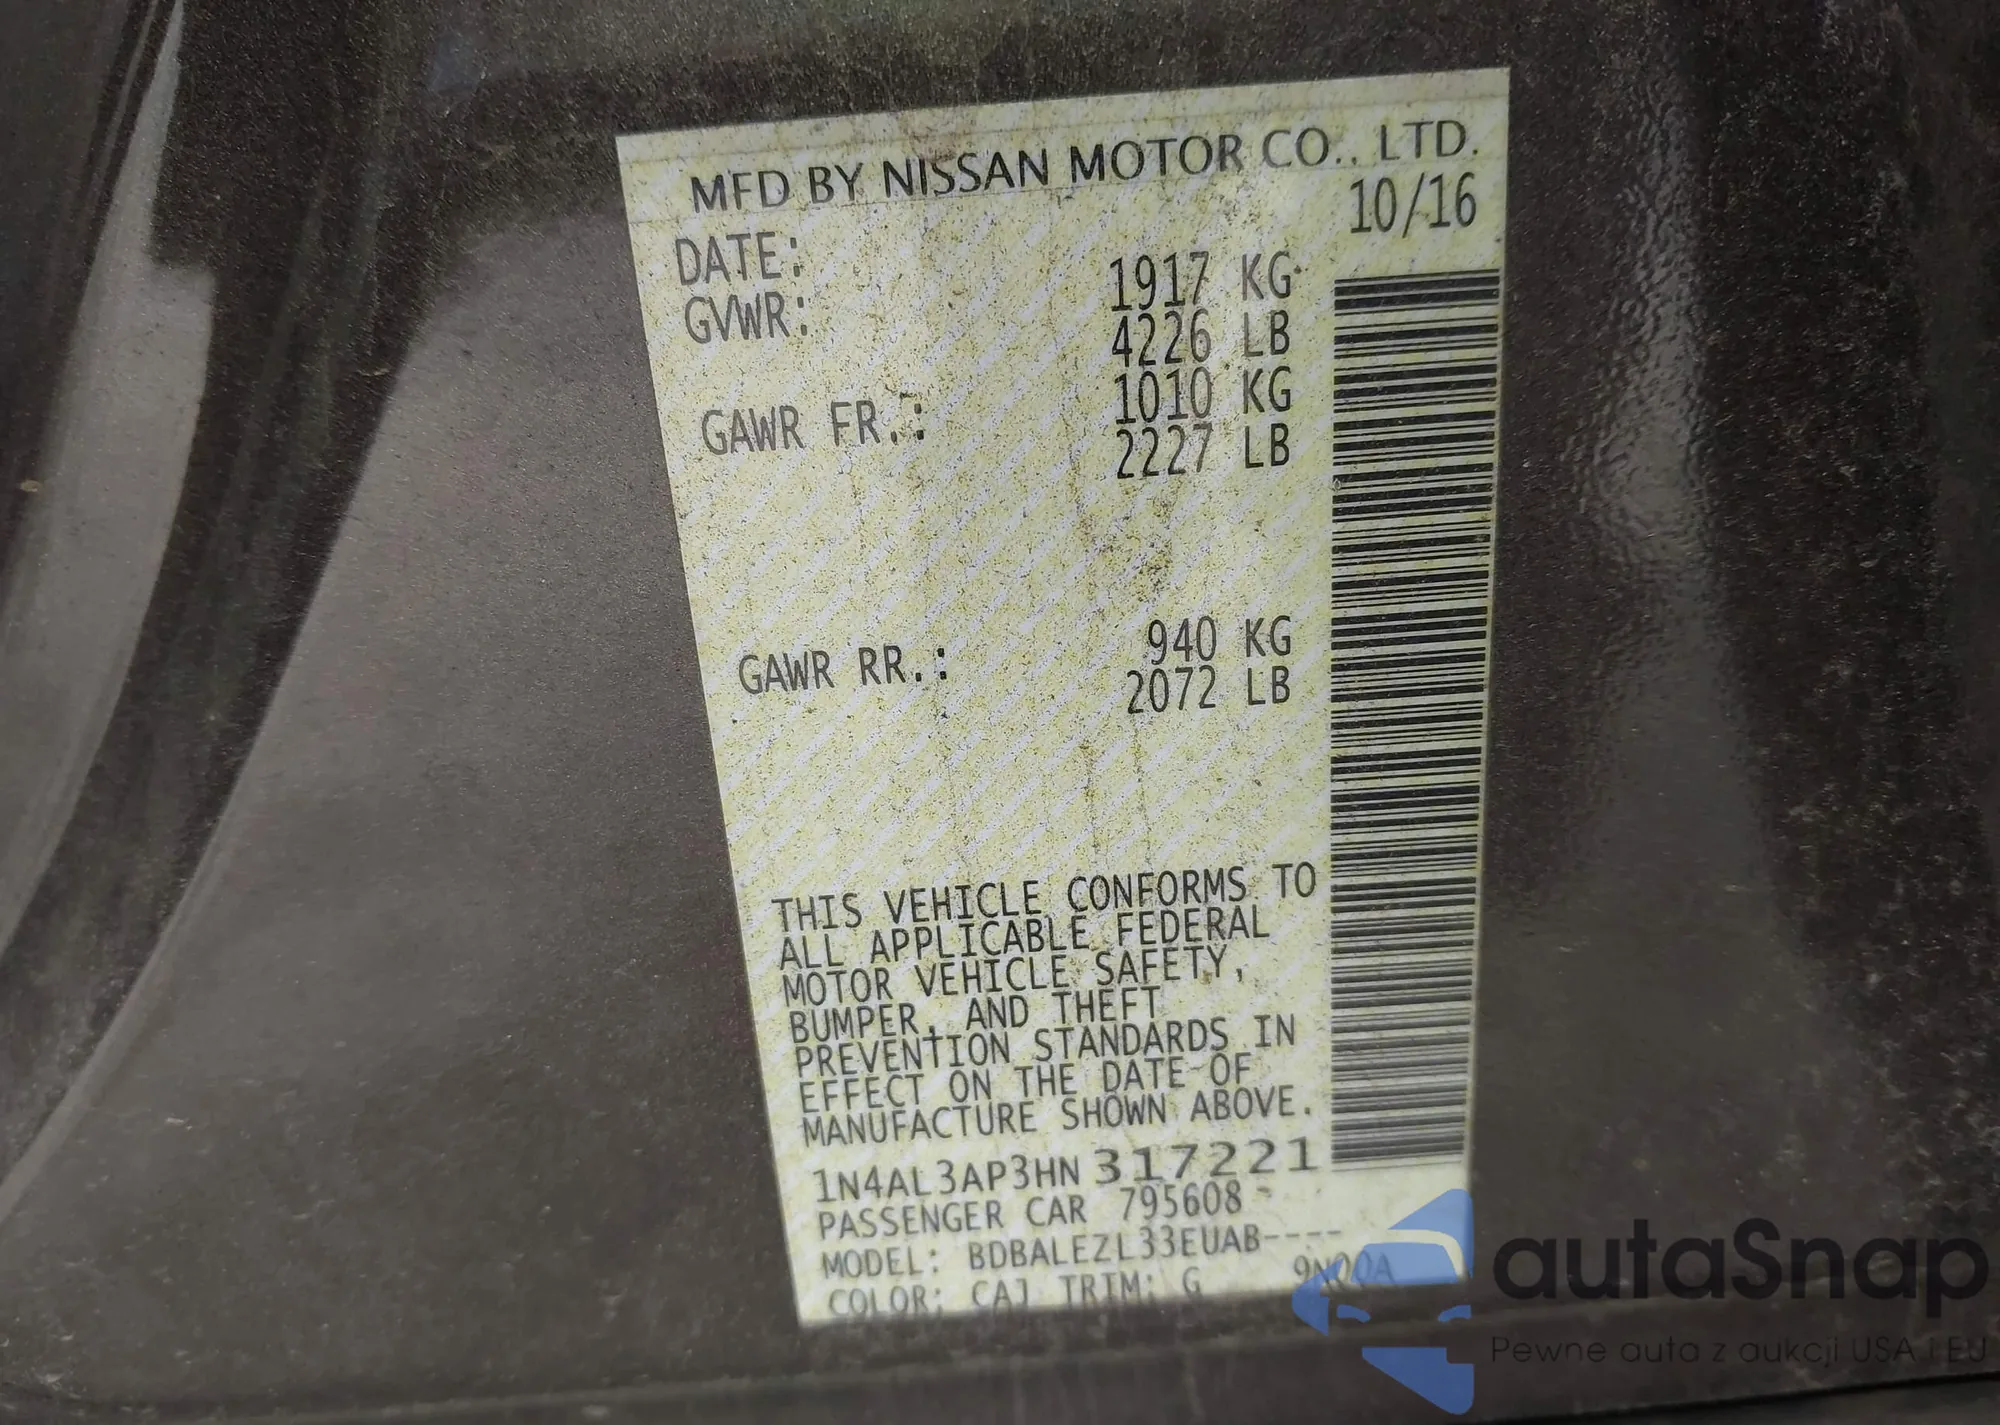 MFD BY NISSAN MOTOR CO., LTD.
DATE: 10/16
GVWR: 1917 KG
4226 LB
GAWR FR.: 1010 KG
2227 LB
GAWR RR.: 940 KG
2072 LB
THIS VEHICLE CONFORMS TO
ALL APPLICABLE FEDERAL
MOTOR VEHICLE SAFETY,
BUMPER, AND THEFT
PREVENTION STANDARDS IN
EFFECT ON THE DATE OF
MANUFACTURE SHOWN ABOVE.
1N4AL3AP3HN317221
PASSENGER CAR 795608
MODEL: BDBALEZL33EUAB----
COLOR: CAJ TRIM: G
autaSnap
Pewne auta z aukcji USA i EU